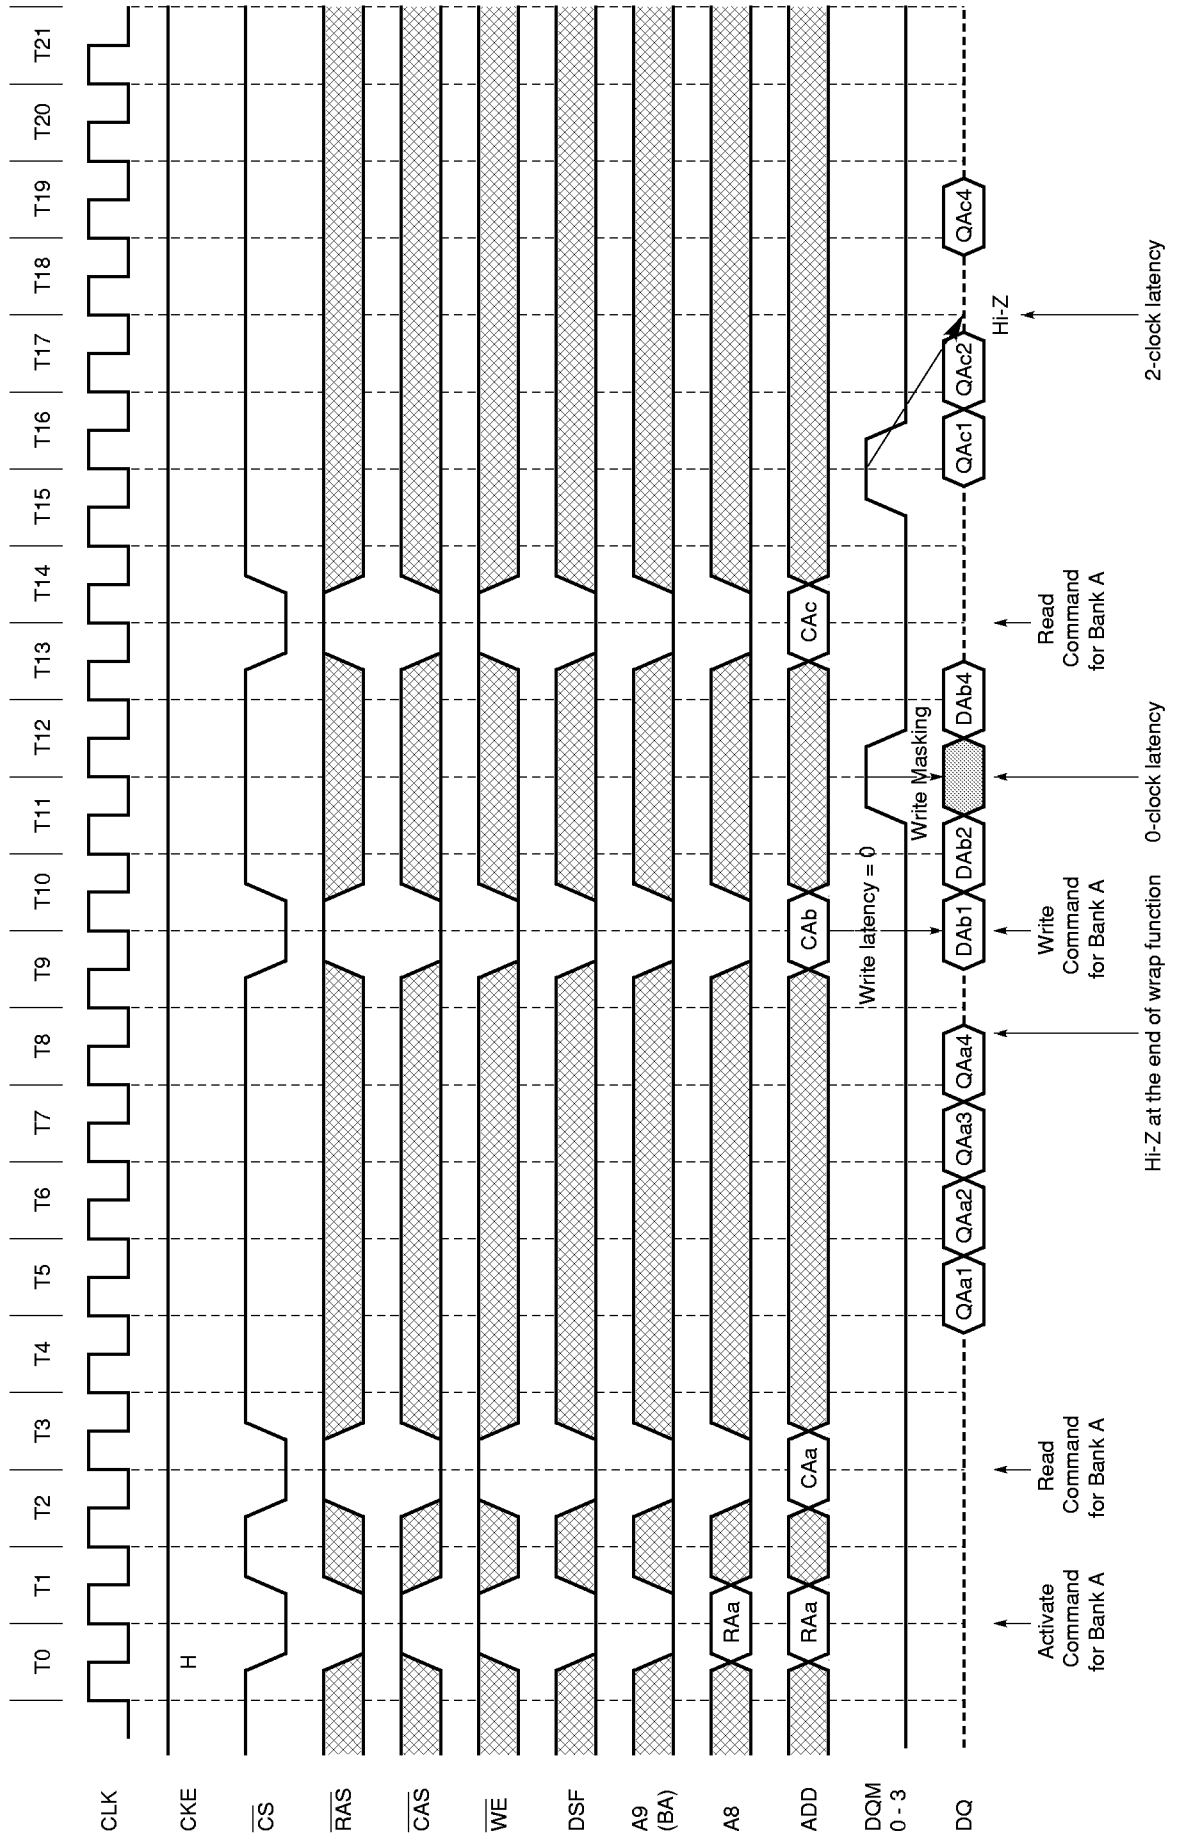 T0 T1 T2 T3 T4 T5 T6 T7 T8 T9 T10 T11 T12 T13 T14 T15 T16 T17 T18 T19 T20 T21
CLK
CKE
H
CS
RAS
CAS
WE
DSF
A9
(BA)
A8
RAa
ADD
RAa CAa CAb CAc
DQM
0 - 3
Write latency = 0
Write Masking
DQ
QAa1 QAa2 QAa3 QAa4 DAb1 DAb2 DAb4 QAc1 QAc2 QAc4
Hi-Z
Activate
Command
for Bank A
Read
Command
for Bank A
Write
Command
for Bank A
Read
Command
for Bank A
Hi-Z at the end of wrap function
0-clock latency
2-clock latency